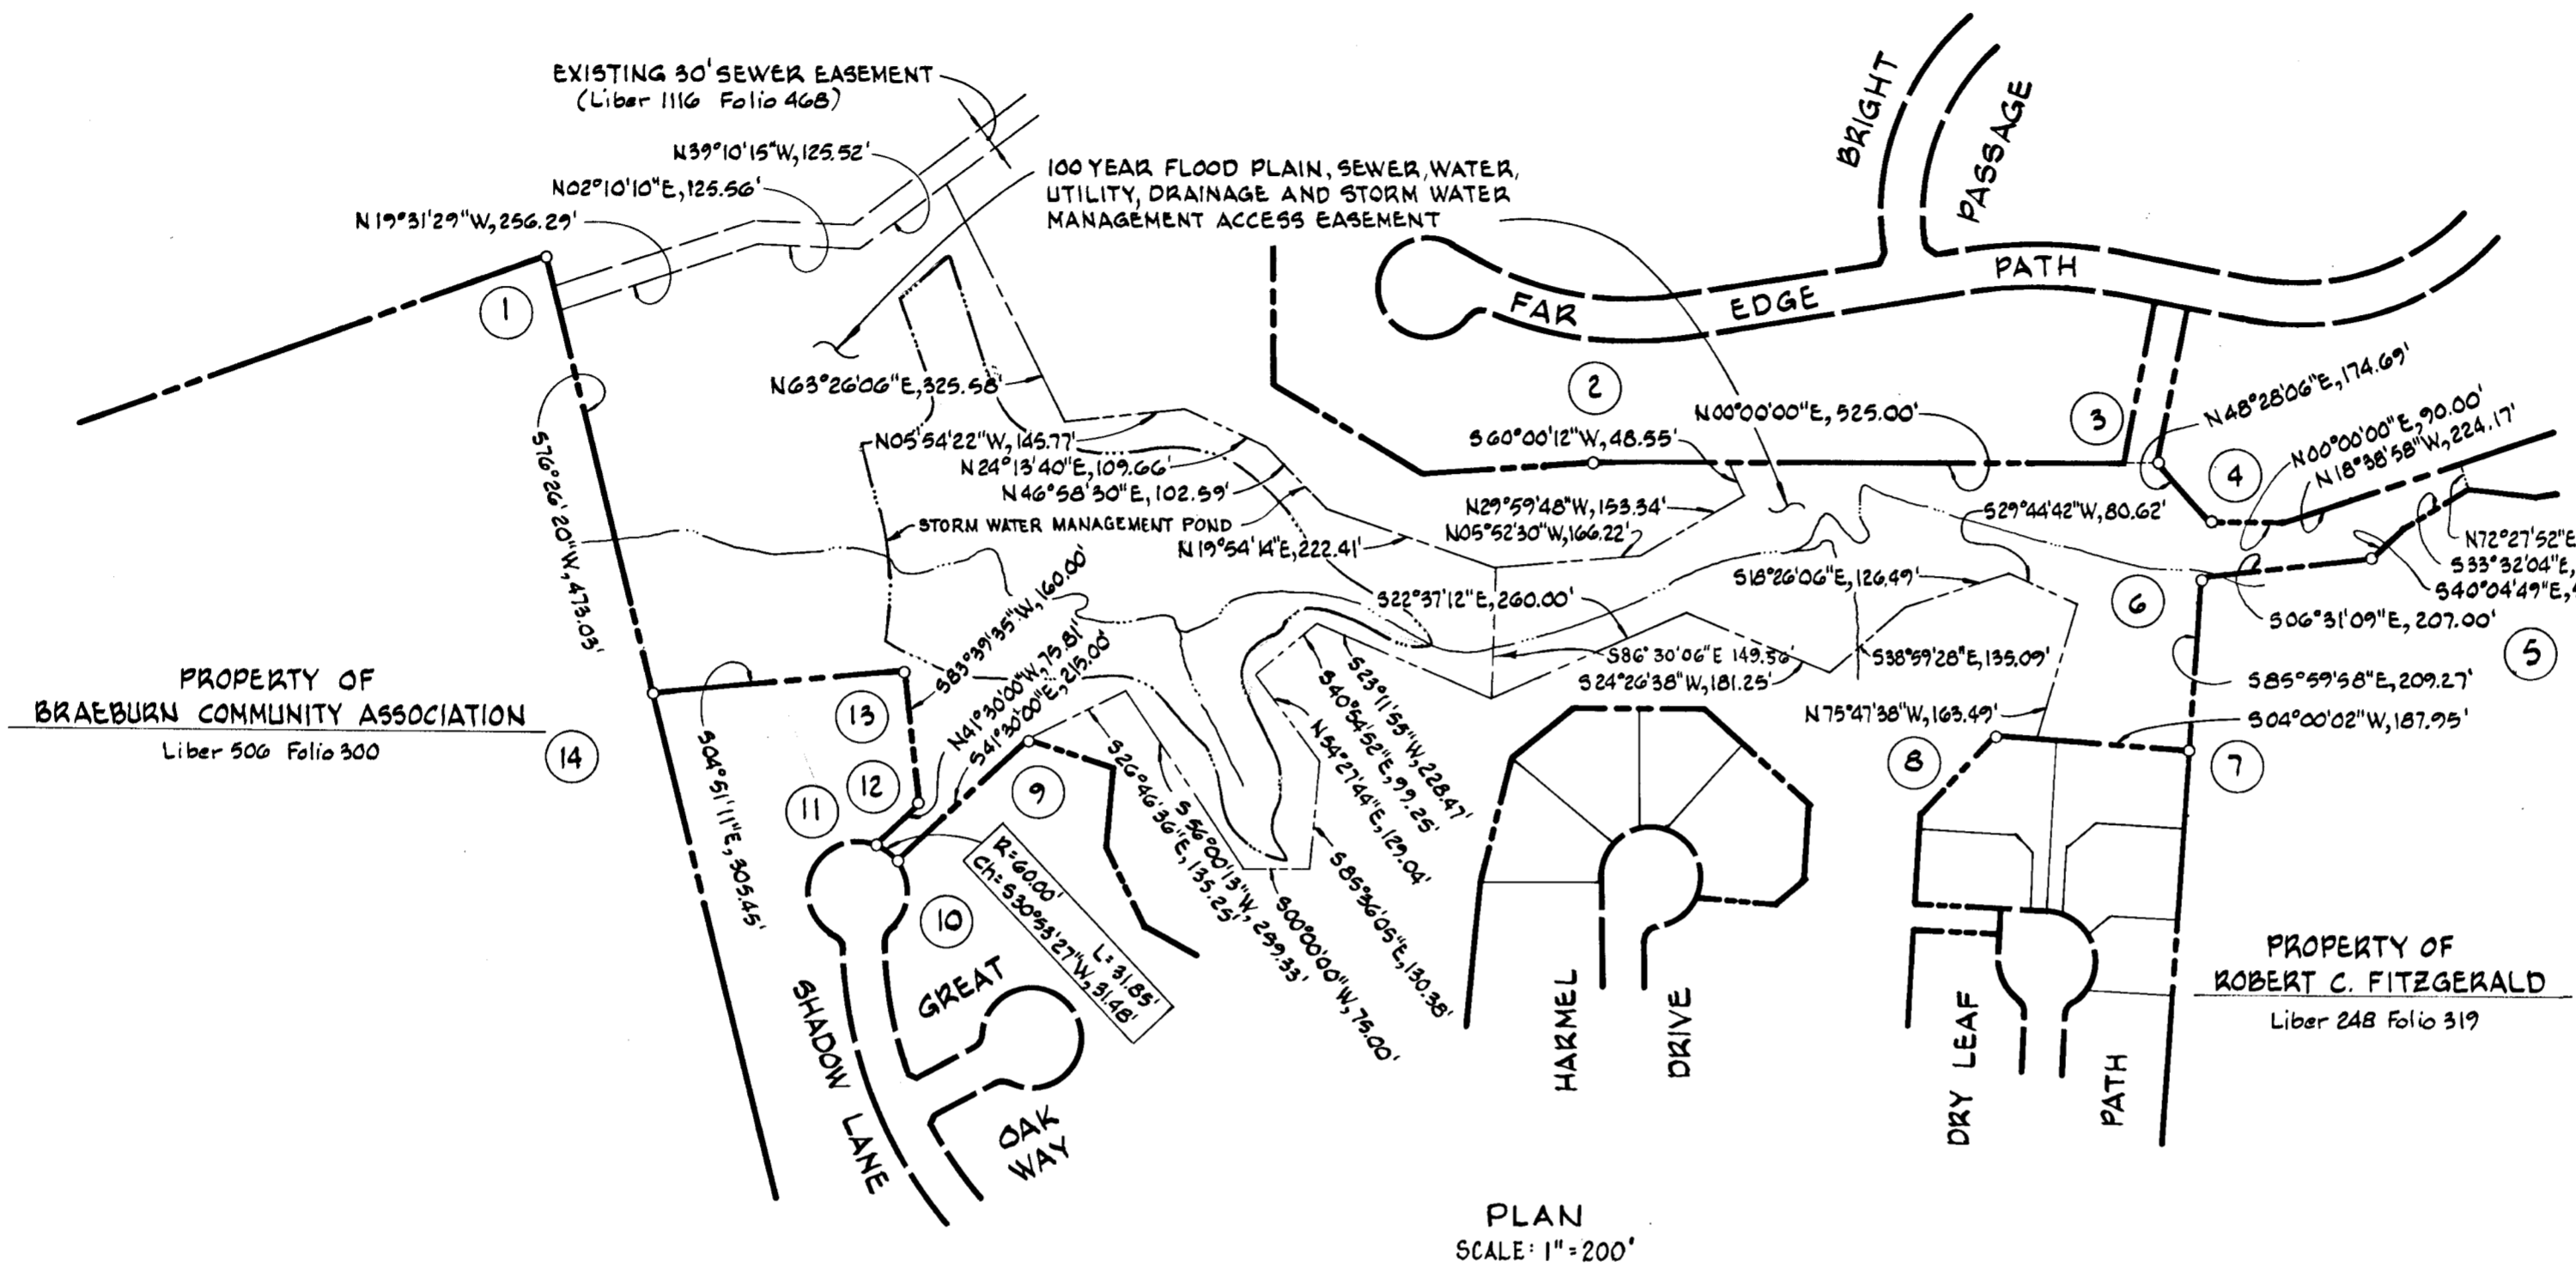 EXISTING 30' SEWER EASEMENT
(Liber 1116 Folio 468)
N39°10'15"W, 125.52'
N02°10'10"E, 125.56'
N19°31'29"W, 256.29'
100 YEAR FLOOD PLAIN, SEWER, WATER,
UTILITY, DRAINAGE AND STORM WATER
MANAGEMENT ACCESS EASEMENT
BRIGHT
PASSAGE
PATH
EDGE
FAR
1
2
3
4
N63°26'06"E, 325.58'
N05°54'22"W, 145.77'
N24°13'40"E, 109.66'
N46°58'30"E, 102.59'
STORM WATER MANAGEMENT POND
N19°54'14"E, 222.41'
S60°00'12"W, 48.55'
N00°00'00"E, 525.00'
N29°59'48"W, 153.34'
N05°52'30"W, 166.22'
N48°28'06"E, 174.69'
N00°00'00"E, 90.00'
N18°38'58"W, 224.17'
S29°44'42"W, 80.62'
N72°27'52"E
S33°32'04"E,
S40°04'49"E,
S06°31'09"E, 207.00'
S18°26'06"E, 126.49'
S22°37'12"E, 260.00'
S86°30'06"E 149.56'
S24°26'38"W, 181.25'
S38°59'28"E, 135.09'
N75°47'38"W, 163.49'
S85°59'58"E, 209.27'
S04°00'02"W, 187.95'
5
6
7
8
S76°26'20"W, 473.03'
PROPERTY OF
BRAEBURN COMMUNITY ASSOCIATION
Liber 506 Folio 300
14
13
12
11
S83°39'35"W, 160.00'
N41°30'00"W, 75.81'
S41°30'00"E, 215.00'
S04°51'11"E, 305.45'
9
10
R=60.00' L=31.85'
Ch=S30°53'27"W, 31.48'
S26°46'36"E, 135.25'
S56°00'13"W, 259.33'
S00°00'00"W, 75.00'
S23°11'55"W, 228.47'
S40°54'52"E, 99.25'
N54°27'44"E, 129.04'
S85°36'05"E, 130.38'
SHADOW LANE
GREAT
OAK
WAY
HARMEL
DRIVE
DRY LEAF
PATH
PROPERTY OF
ROBERT C. FITZGERALD
Liber 248 Folio 319
PLAN
SCALE: 1"=200'